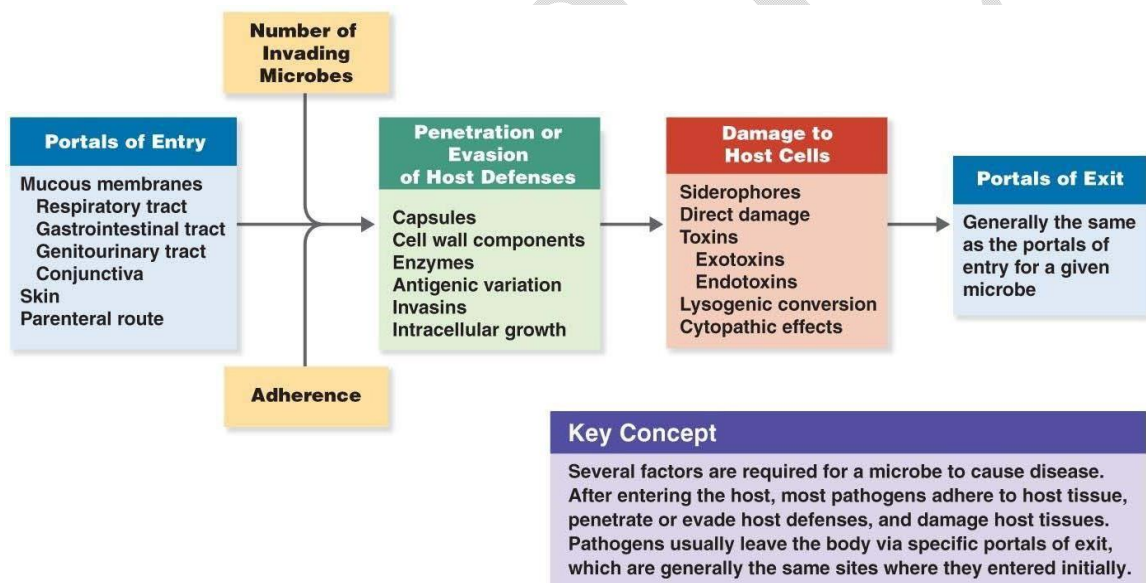 Number of
Invading
Microbes
Portals of Entry
Mucous membranes
Respiratory tract
Gastrointestinal tract
Genitourinary tract
Conjunctiva
Skin
Parenteral route
Adherence
Penetration or
Evasion
of Host Defenses
Capsules
Cell wall components
Enzymes
Antigenic variation
Invasins
Intracellular growth
Damage to
Host Cells
Siderophores
Direct damage
Toxins
Exotoxins
Endotoxins
Lysogenic conversion
Cytopathic effects
Portals of Exit
Generally the same
as the portals of
entry for a given
microbe
Key Concept
Several factors are required for a microbe to cause disease.
After entering the host, most pathogens adhere to host tissue,
penetrate or evade host defenses, and damage host tissues.
Pathogens usually leave the body via specific portals of exit,
which are generally the same sites where they entered initially.